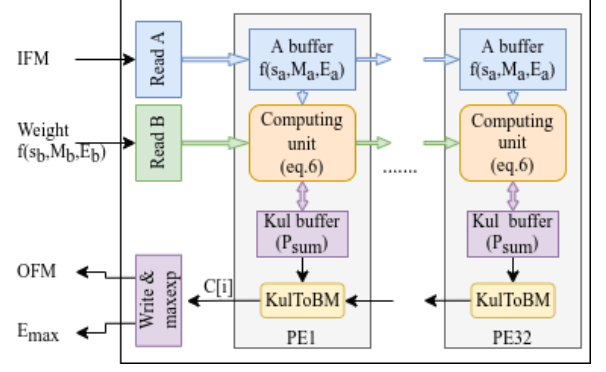 IFM
Read A
A buffer
f(sa,Ma,Ea)
A buffer
f(sa,Ma,Ea)
Weight
f(sb,Mb,Eb)
Read B
Computing
unit
(eq.6)
.......
Computing
unit
(eq.6)
Kul buffer
(Psum)
Kul buffer
(Psum)
OFM
Emax
Write &
maxexp
C[i]
KulToBM
KulToBM
PE1
PE32